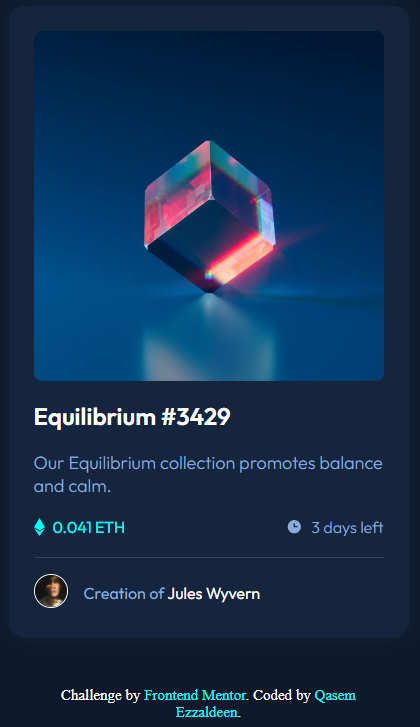 Equilibrium #3429
Our Equilibrium collection promotes balance
and calm.
0.041 ETH
3 days left
Creation of Jules Wyvern
Challenge by Frontend Mentor. Coded by Qasem
Ezzaldeen.